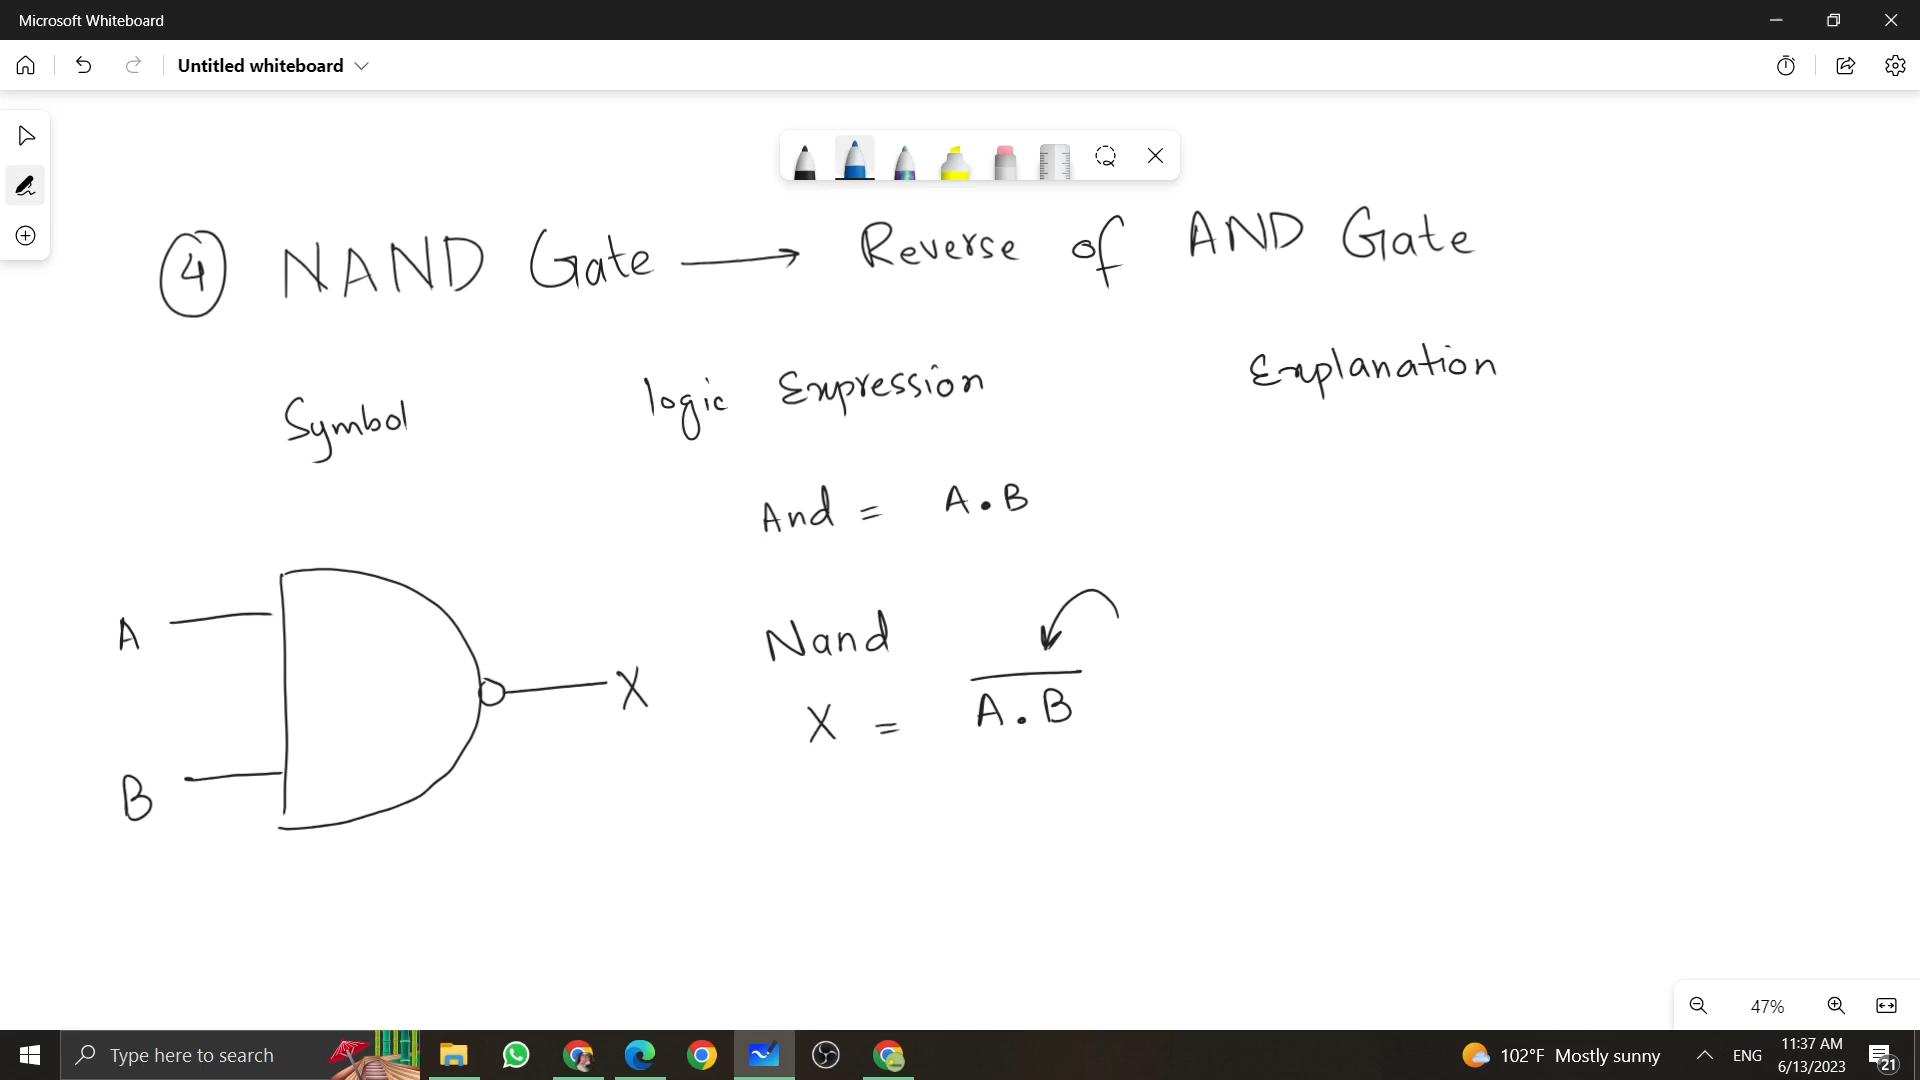 Microsoft Whiteboard
Untitled whiteboard
④ NAND Gate → Reverse of AND Gate
Symbol logic Expression Explanation
And = A.B
A
Nand
X
X = \overline{A.B}
B
47%
Type here to search
102°F Mostly sunny
ENG
11:37 AM
6/13/2023
21